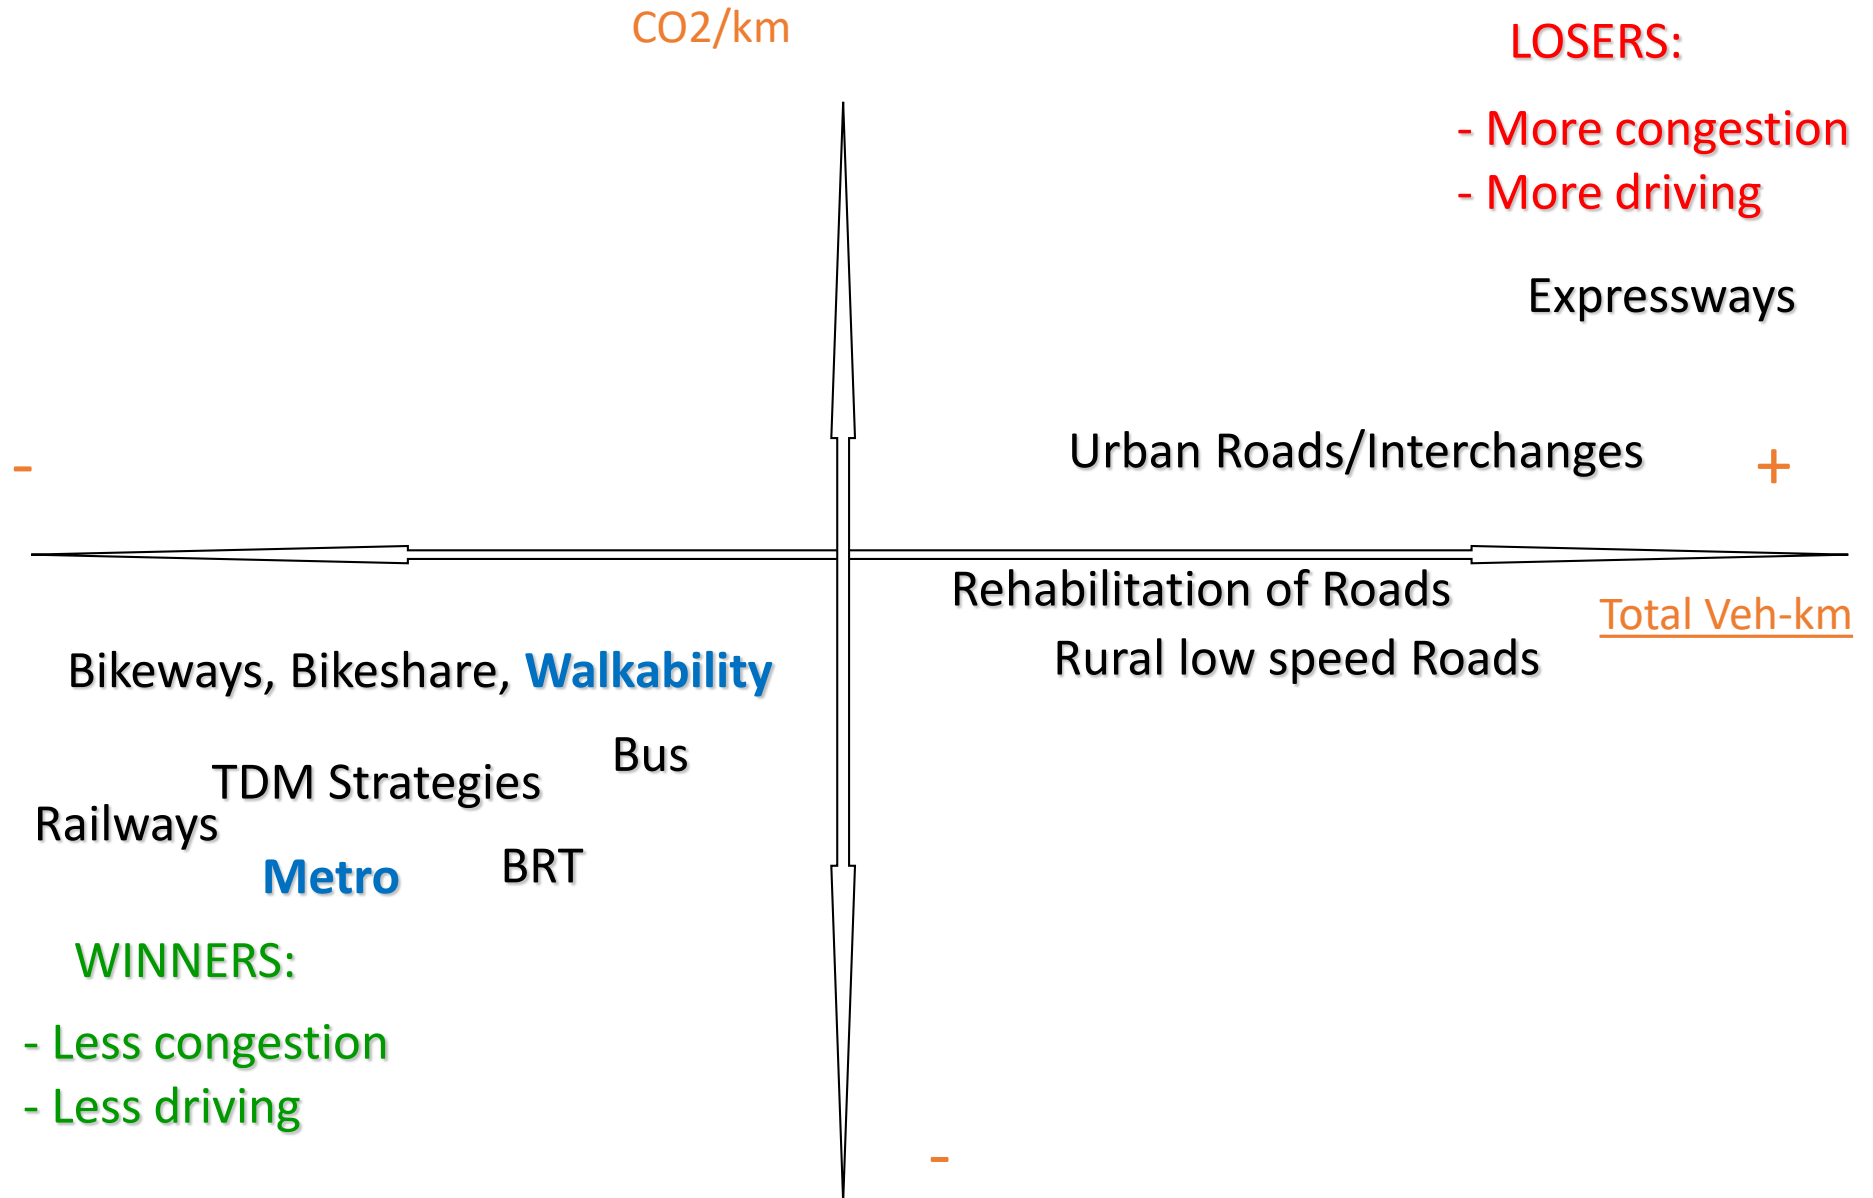 CO2/km
LOSERS:
- More congestion
- More driving
Expressways
Urban Roads/Interchanges
-
+
Rehabilitation of Roads
Total Veh-km
Rural low speed Roads
Bikeways, Bikeshare, Walkability
Bus
TDM Strategies
Railways
BRT
Metro
WINNERS:
- Less congestion
- Less driving
-